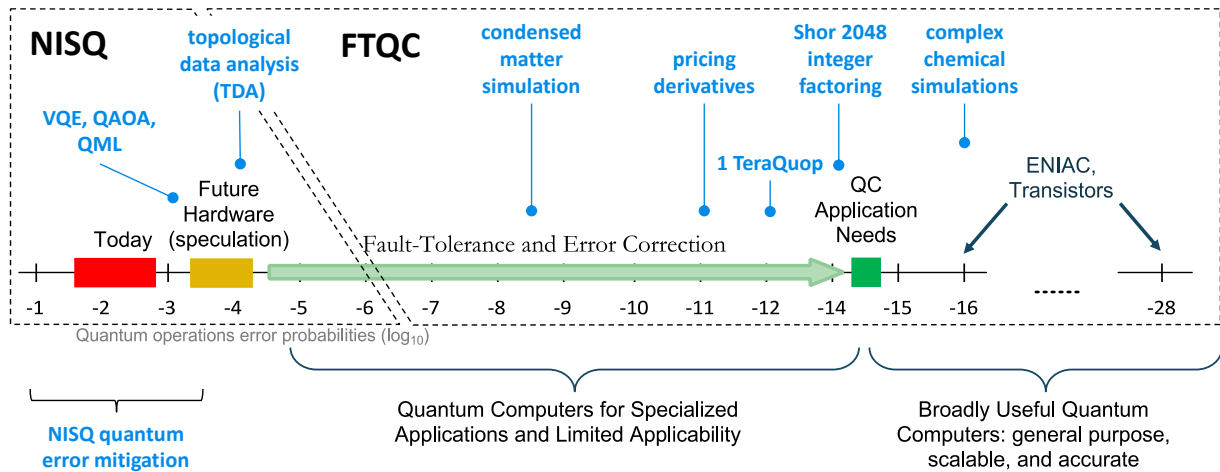 NISQ
topological
data analysis
(TDA)
FTQC
condensed
matter
simulation
pricing
derivatives
Shor 2048
integer
factoring
complex
chemical
simulations
VQE, QAOA,
QML
1 TeraQuop
ENIAC,
Transistors
Today
Future
Hardware
(speculation)
QC
Application
Needs
Fault-Tolerance and Error Correction
-1 -2 -3 -4 -5 -6 -7 -8 -9 -10 -11 -12 -14 -15 -16 ...... -28
Quantum operations error probabilities (log10)
NISQ quantum
error mitigation
Quantum Computers for Specialized
Applications and Limited Applicability
Broadly Useful Quantum
Computers: general purpose,
scalable, and accurate